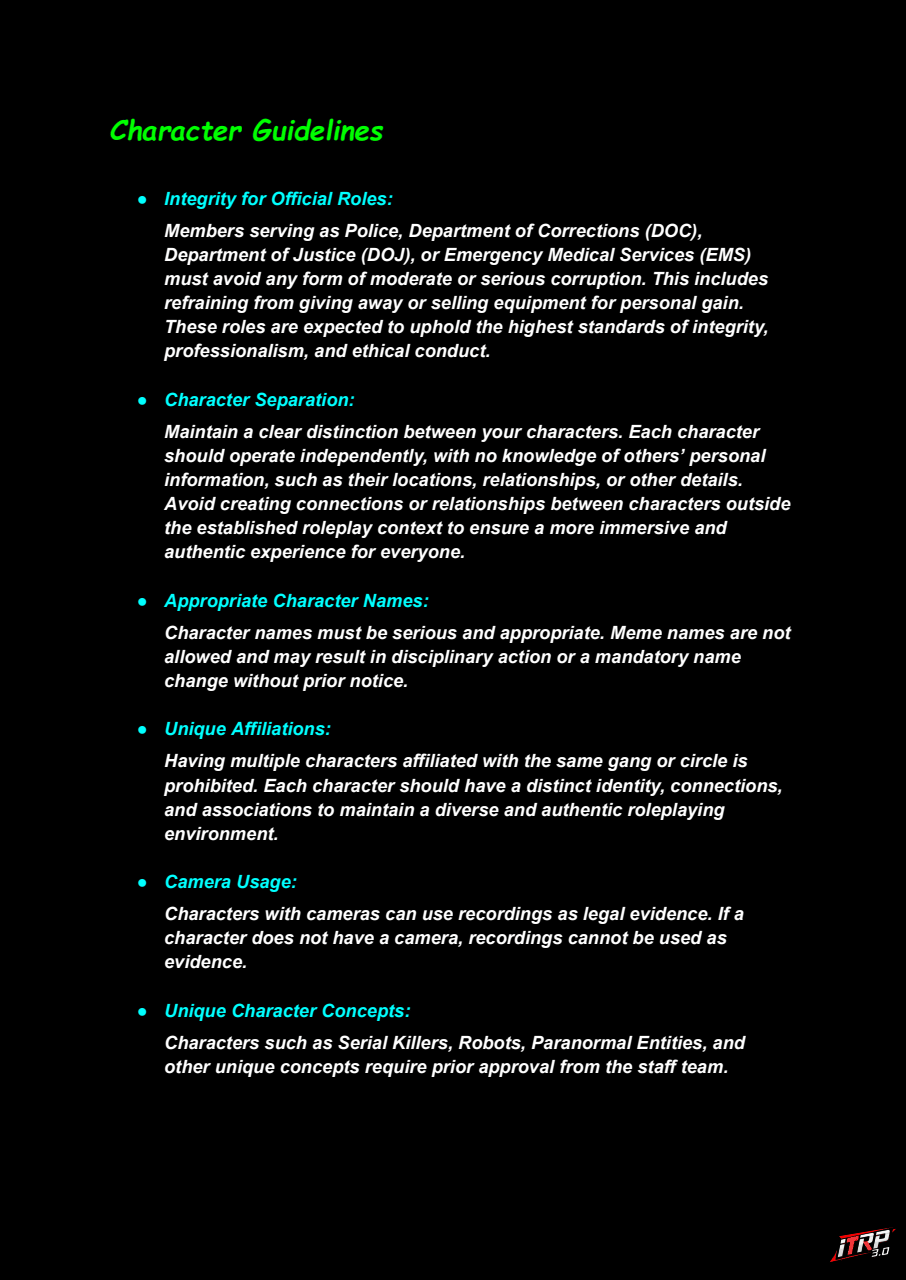 Character Guidelines
● Integrity for Official Roles:
Members serving as Police, Department of Corrections (DOC),
Department of Justice (DOJ), or Emergency Medical Services (EMS)
must avoid any form of moderate or serious corruption. This includes
refraining from giving away or selling equipment for personal gain.
These roles are expected to uphold the highest standards of integrity,
professionalism, and ethical conduct.
● Character Separation:
Maintain a clear distinction between your characters. Each character
should operate independently, with no knowledge of others’ personal
information, such as their locations, relationships, or other details.
Avoid creating connections or relationships between characters outside
the established roleplay context to ensure a more immersive and
authentic experience for everyone.
● Appropriate Character Names:
Character names must be serious and appropriate. Meme names are not
allowed and may result in disciplinary action or a mandatory name
change without prior notice.
● Unique Affiliations:
Having multiple characters affiliated with the same gang or circle is
prohibited. Each character should have a distinct identity, connections,
and associations to maintain a diverse and authentic roleplaying
environment.
● Camera Usage:
Characters with cameras can use recordings as legal evidence. If a
character does not have a camera, recordings cannot be used as
evidence.
● Unique Character Concepts:
Characters such as Serial Killers, Robots, Paranormal Entities, and
other unique concepts require prior approval from the staff team.
iTRP
3.0